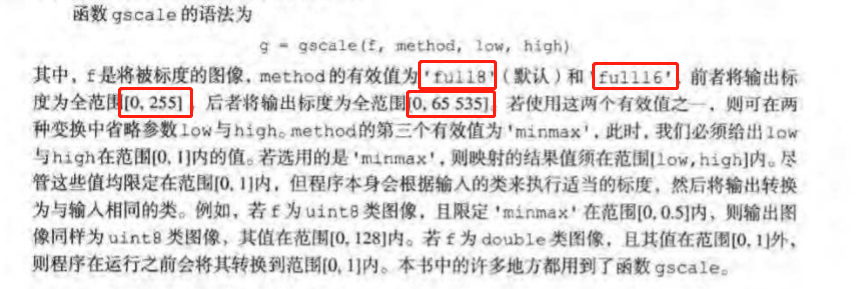 函数 gscale 的语法为
g = gscale(f, method, low, high)
其中, f 是将被标度的图像, method 的有效值为 'full8' (默认) 和 'full16', 前者将输出标
度为全范围[0, 255], 后者将输出标度为全范围[0, 65 535]。若使用这两个有效值之一, 则可在两
种变换中省略参数 low 与 high。method 的第三个有效值为 'minmax', 此时, 我们必须给出 low
与 high 在范围[0, 1]内的值。若选用的是 'minmax', 则映射的结果值须在范围[low, high]内。尽
管这些值均限定在范围[0, 1]内, 但程序本身会根据输入的类来执行适当的标度, 然后将输出转换
为与输入相同的类。例如, 若 f 为 uint8 类图像, 且限定 'minmax' 在范围[0, 0.5]内, 则输出图
像同样为 uint8 类图像, 其值在范围[0, 128]内。若 f 为 double 类图像, 且其值在范围[0, 1]外,
则程序在运行之前会将其转换到范围[0, 1]内。本书中的许多地方都用到了函数 gscale。